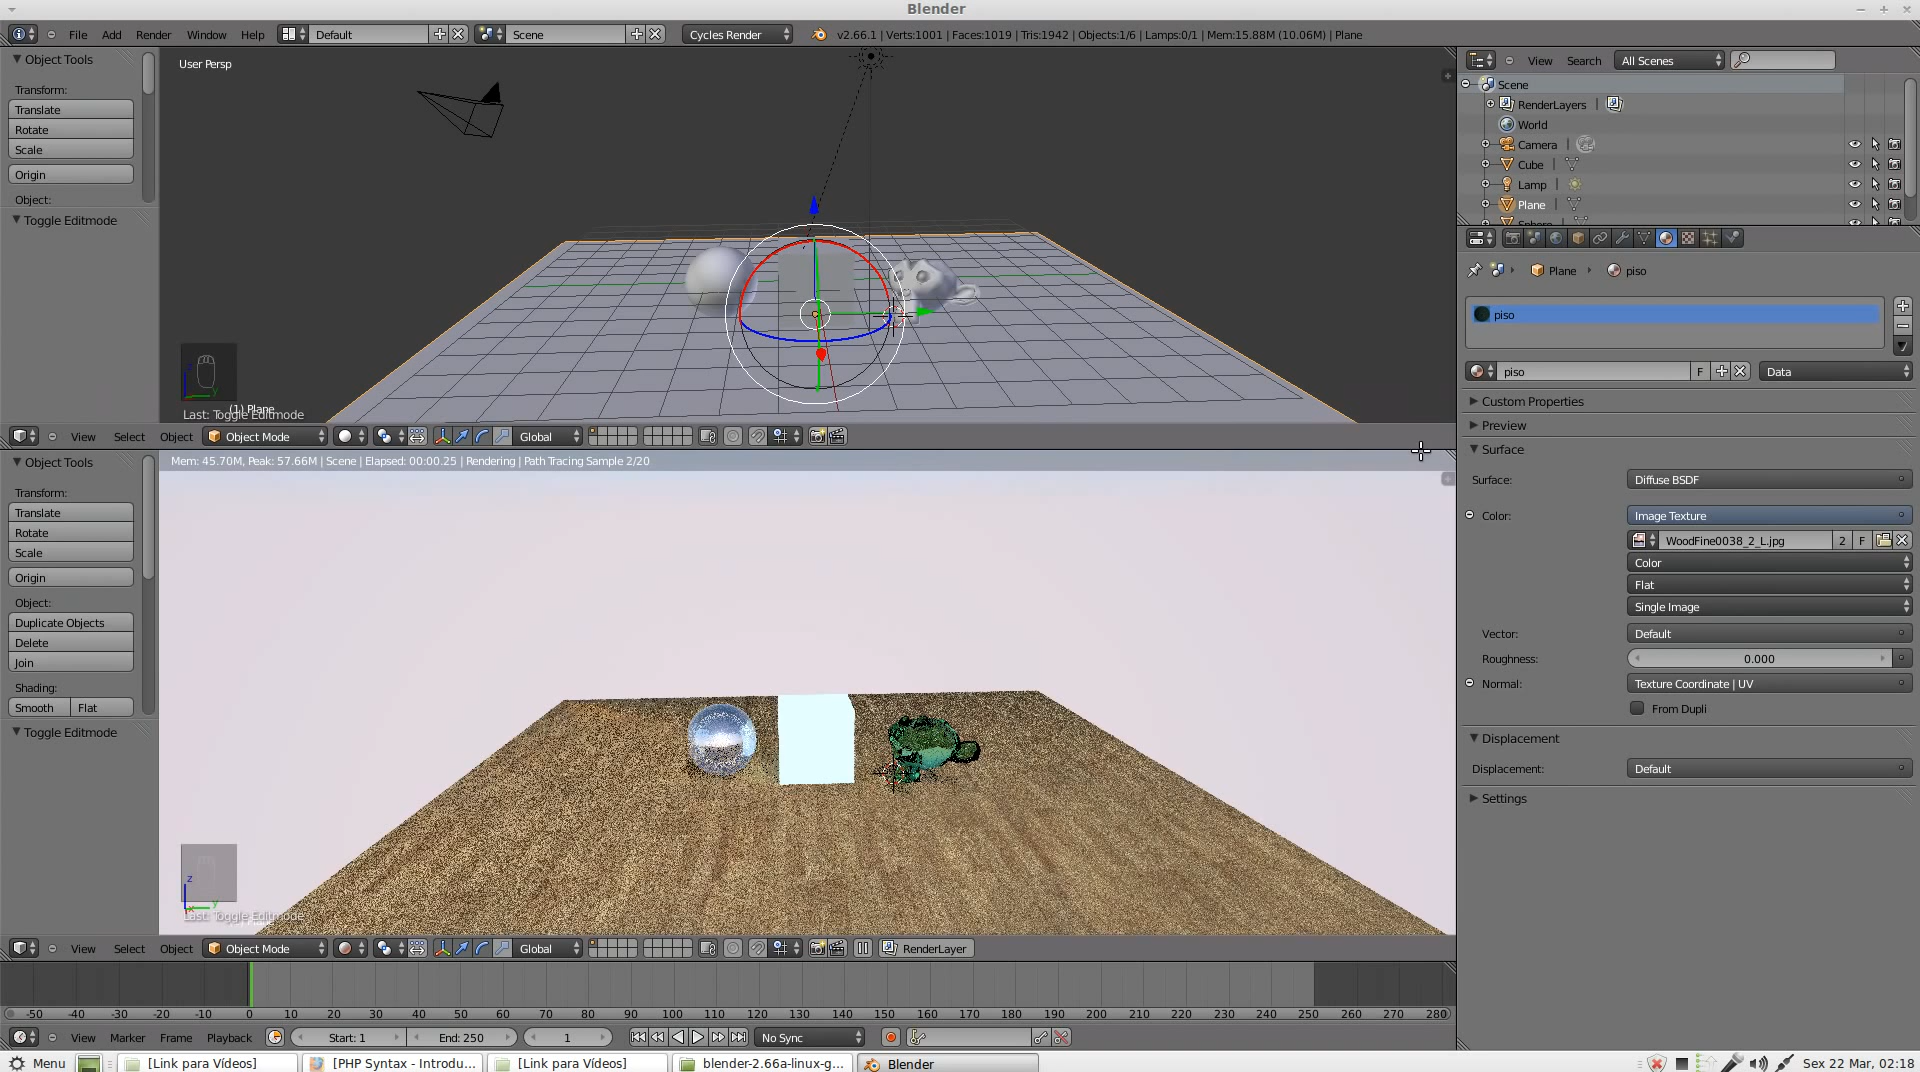 Blender
File Add Render Window Help Default Scene Cycles Render v2.66.1 | Verts:1001 | Faces:1019 | Tris:1942 | Objects:1/6 | Lamps:0/1 | Mem:15.88M (10.06M) | Plane
Object Tools
Transform:
Translate
Rotate
Scale
Origin
Object:
Toggle Editmode
User Persp
(1) Plane
Last: Toggle Editmode
View Select Object Object Mode Global
Object Tools
Transform:
Translate
Rotate
Scale
Origin
Object:
Duplicate Objects
Delete
Join
Shading:
Smooth Flat
Toggle Editmode
Mem: 45.70M, Peak: 57.66M | Scene | Elapsed: 00:00.25 | Rendering | Path Tracing Sample 2/20
z
y
Last: Toggle Editmode
View Select Object Object Mode Global RenderLayer
-50 -40 -30 -20 -10 0 10 20 30 40 50 60 70 80 90 100 110 120 130 140 150 160 170 180 190 200 210 220 230 240 250 260 270 280
View Marker Frame Playback Start: 1 End: 250 1 No Sync
View Search All Scenes
Scene
RenderLayers |
World
Camera |
Cube |
Lamp |
Plane |
Sphere |
Plane piso
piso
piso F Data
Custom Properties
Preview
Surface
Surface: Diffuse BSDF
Color: Image Texture
WoodFine0038_2_L.jpg 2 F
Color
Flat
Single Image
Vector: Default
Roughness: 0.000
Normal: Texture Coordinate | UV
From Dupli
Displacement
Displacement: Default
Settings
Menu [Link para Vídeos] [PHP Syntax - Introdu... [Link para Vídeos] blender-2.66a-linux-g... Blender Sex 22 Mar, 02:18